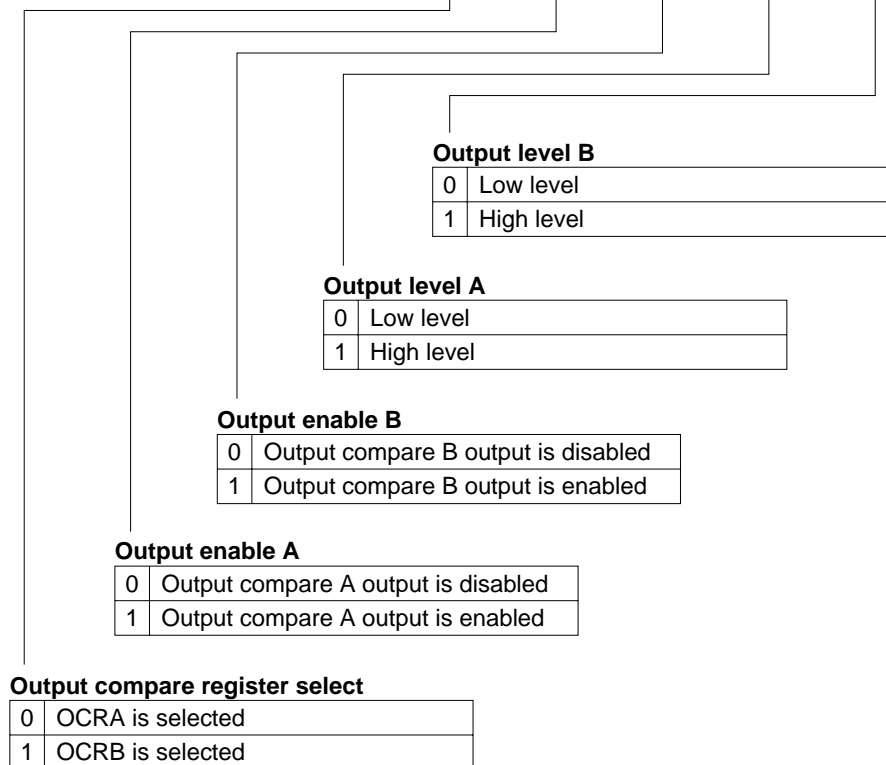 Output level B
0 Low level
1 High level
Output level A
0 Low level
1 High level
Output enable B
0 Output compare B output is disabled
1 Output compare B output is enabled
Output enable A
0 Output compare A output is disabled
1 Output compare A output is enabled
Output compare register select
0 OCRA is selected
1 OCRB is selected